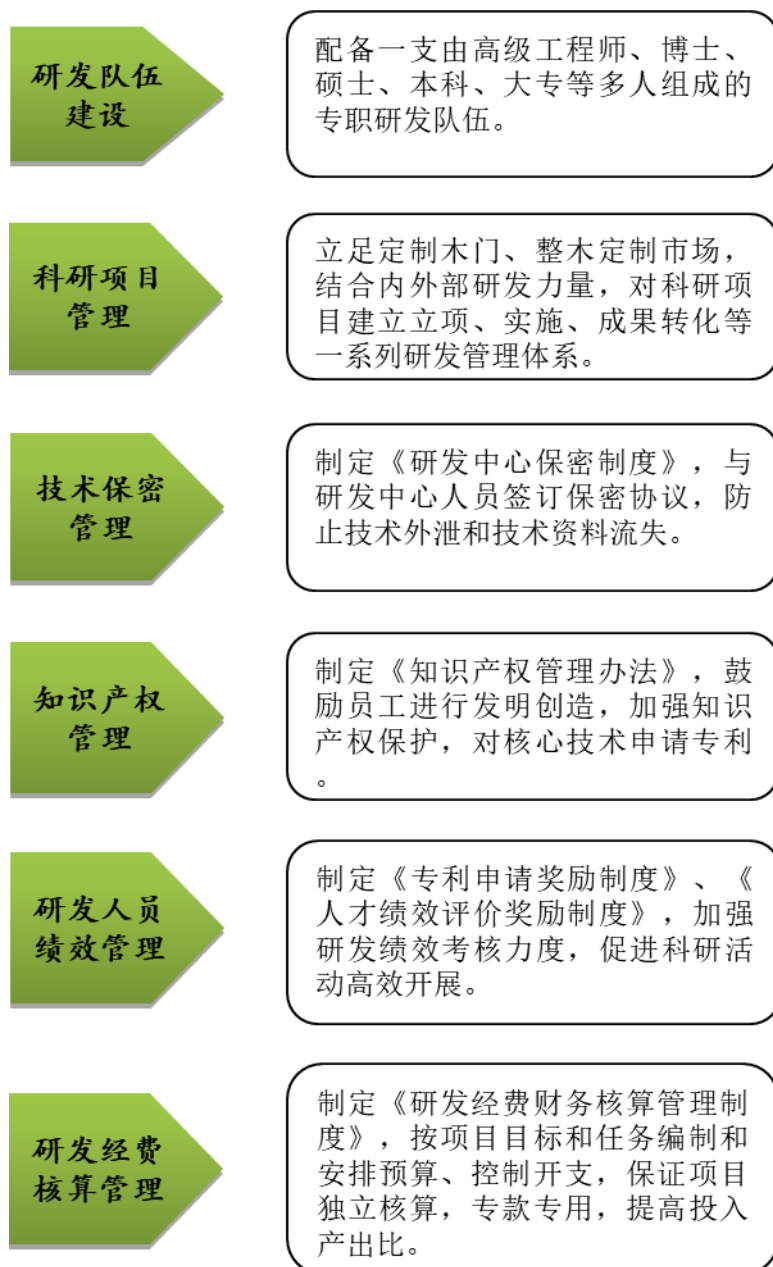 研发队伍
建设
配备一支由高级工程师、博士、
硕士、本科、大专等多人组成的
专职研发队伍。
科研项目
管理
立足定制木门、整木定制市场，
结合内外部研发力量，对科研项
目建立立项、实施、成果转化等
一系列研发管理体系。
技术保密
管理
制定《研发中心保密制度》，与
研发中心人员签订保密协议，防
止技术外泄和技术资料流失。
知识产权
管理
制定《知识产权管理办法》，鼓
励员工进行发明创造，加强知识
产权保护，对核心技术申请专利
。
研发人员
绩效管理
制定《专利申请奖励制度》、《
人才绩效评价奖励制度》，加强
研发绩效考核力度，促进科研活
动高效开展。
研发经费
核算管理
制定《研发经费财务核算管理制
度》，按项目目标和任务编制和
安排预算、控制开支，保证项目
独立核算，专款专用，提高投入
产出比。